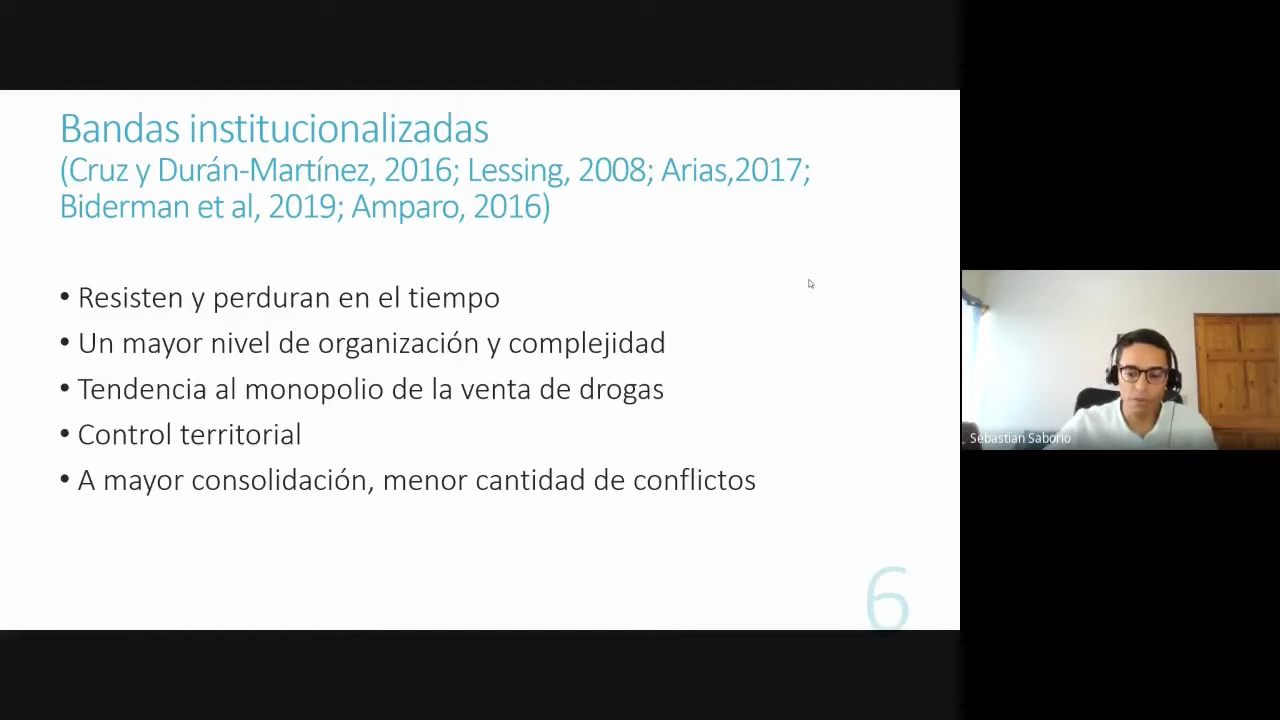 Bandas institucionalizadas
(Cruz y Durán-Martínez, 2016; Lessing, 2008; Arias,2017;
Biderman et al, 2019; Amparo, 2016)
• Resisten y perduran en el tiempo
• Un mayor nivel de organización y complejidad
• Tendencia al monopolio de la venta de drogas
• Control territorial
• A mayor consolidación, menor cantidad de conflictos
6
Sebastian Saborio